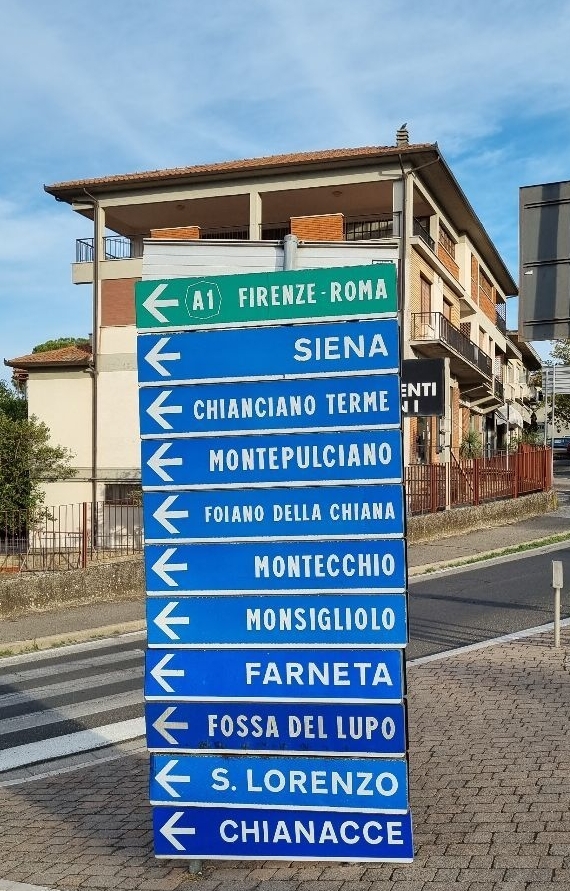 A1 FIRENZE-ROMA
SIENA
CHIANCIANO TERME
MONTEPULCIANO
FOIANO DELLA CHIANA
MONTECCHIO
MONSIGLIOLO
FARNETA
FOSSA DEL LUPO
S. LORENZO
CHIANACCE